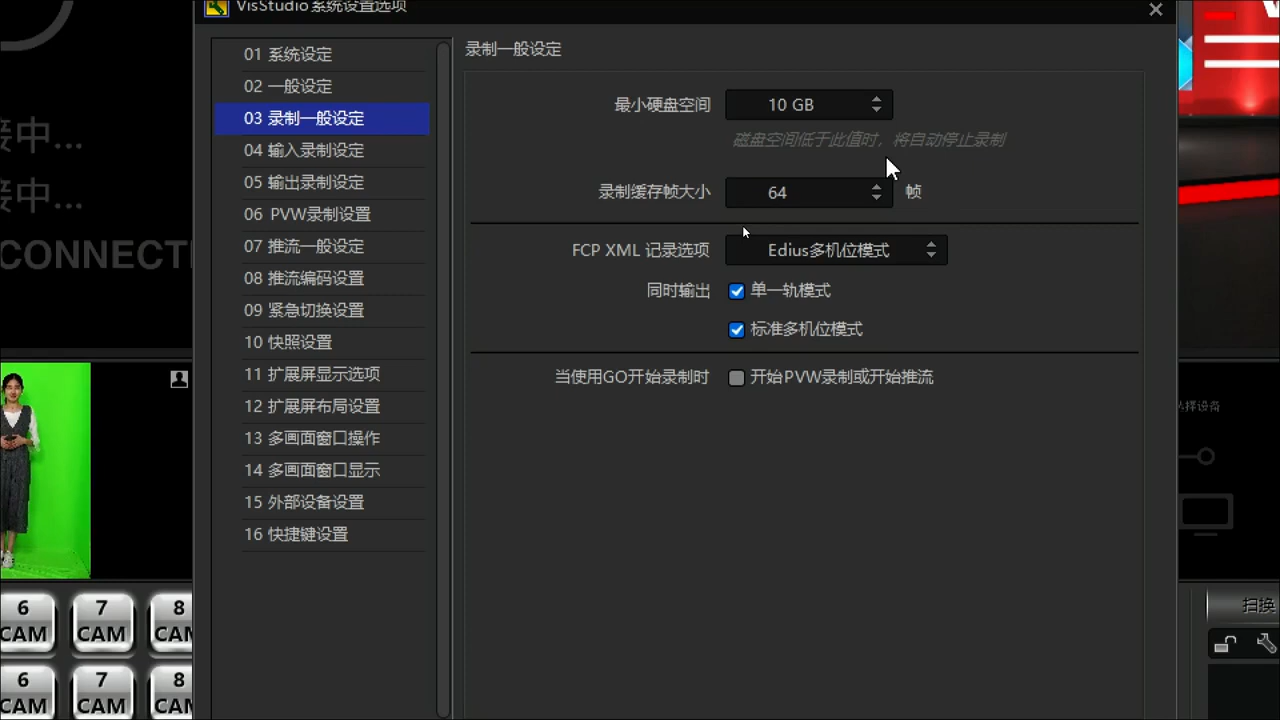 VisStudio 系统设置选项
01 系统设定
02 一般设定
03 录制一般设定
04 输入录制设定
05 输出录制设定
06 PVW录制设置
07 推流一般设定
08 推流编码设置
09 紧急切换设置
10 快照设置
11 扩展屏显示选项
12 扩展屏布局设置
13 多画面窗口操作
14 多画面窗口显示
15 外部设备设置
16 快捷键设置
录制一般设定
最小硬盘空间 10 GB
磁盘空间低于此值时，将自动停止录制
录制缓存帧大小 64 帧
FCP XML 记录选项 Edius多机位模式
同时输出 单一轨模式
标准多机位模式
当使用GO开始录制时 开始PVW录制或开始推流
接中...
接中...
CONNECTI
6 CAM
7 CAM
8 CAM
6 CAM
7 CAM
8 CAM
选择设备
扫换